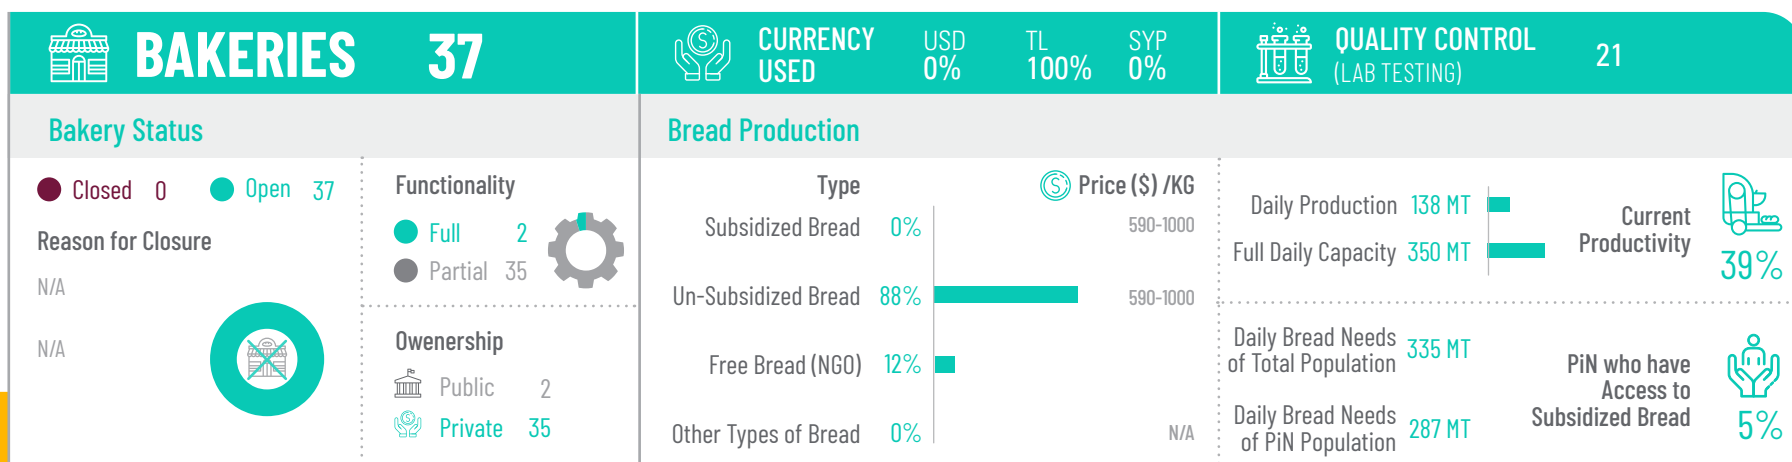 BAKERIES 37
CURRENCY
USED
USD
0%
TL
100%
SYP
0%
QUALITY CONTROL
(LAB TESTING)
21
Bakery Status
Closed 0
Open 37
Reason for Closure
N/A
N/A
Functionality
Full 2
Partial 35
Owenership
Public 2
Private 35
Bread Production
Type
Price ($) /KG
Subsidized Bread 0% 590-1000
Un-Subsidized Bread 88% 590-1000
Free Bread (NGO) 12%
Other Types of Bread 0% N/A
Daily Production 138 MT
Full Daily Capacity 350 MT
Current
Productivity
39%
Daily Bread Needs
of Total Population
335 MT
Daily Bread Needs
of PiN Population
287 MT
PiN who have
Access to
Subsidized Bread
5%